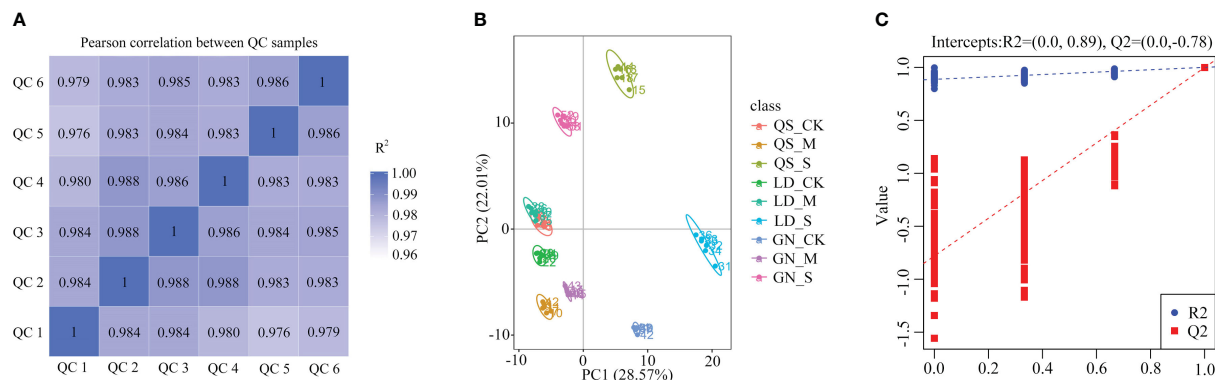 A
Pearson correlation between QC samples
QC 6 0.979 0.983 0.985 0.983 0.986 1
QC 5 0.976 0.983 0.984 0.983 1 0.986
QC 4 0.980 0.988 0.986 1 0.983 0.983
QC 3 0.984 0.988 1 0.986 0.984 0.985
QC 2 0.984 1 0.988 0.988 0.983 0.983
QC 1 1 0.984 0.984 0.980 0.976 0.979
QC 1 QC 2 QC 3 QC 4 QC 5 QC 6
R2
1.00
0.99
0.98
0.97
0.96
B
PC2 (22.01%)
10
0
-10
-10 0 10 20
PC1 (28.57%)
15
31
34
42
class
QS_CK
QS_M
QS_S
LD_CK
LD_M
LD_S
GN_CK
GN_M
GN_S
C
Intercepts:R2=(0.0, 0.89), Q2=(0.0,-0.78)
Value
1.0
0.5
1.0
-0.5
-1.0
-1.5
0.0 0.2 0.4 0.6 0.8 1.0
R2
Q2